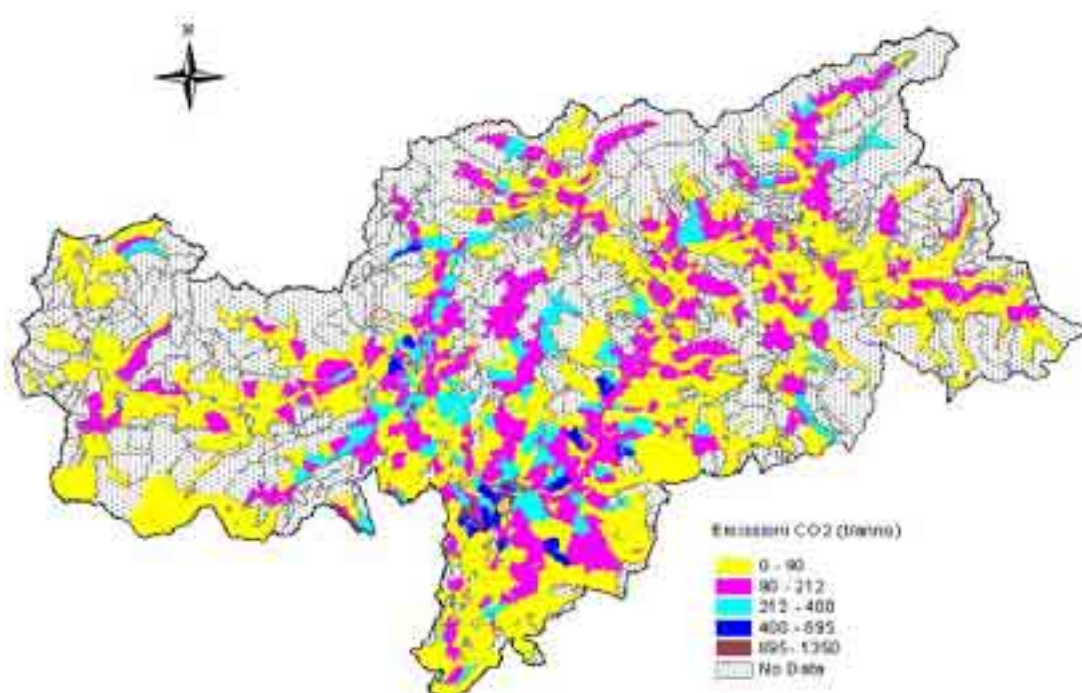 N
Emissioni CO2 (t/anno)
0 - 90
90 - 212
212 - 400
400 - 695
695 - 1350
No Data